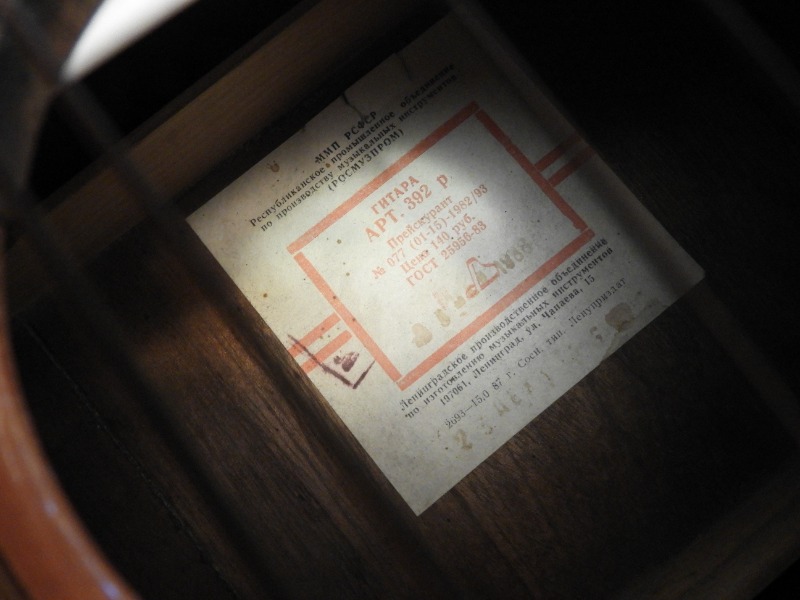 ММП РСФСР
Республиканское промышленное объединение
по производству музыкальных инструментов
(РОСМУЗПРОМ)
ГИТАРА
АРТ. 392 р
Прейскурант
№ 077 (01-15)-1982/93
Цена 140 руб.
ГОСТ 25956-83
Ленинградское производственное объединение
по изготовлению музыкальных инструментов
197061, Ленинград, ул. Чапаева, 15
2693—15.0 87 г. Сосн. тип. Ленуприздат